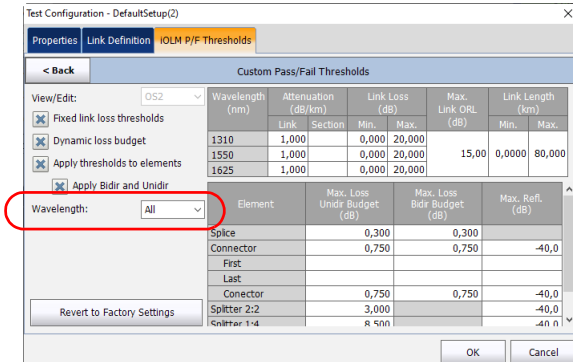 Test Configuration - DefaultSetup(2)
Properties Link Definition iOLM P/F Thresholds
< Back Custom Pass/Fail Thresholds
View/Edit: OS2
Fixed link loss thresholds
Dynamic loss budget
Apply thresholds to elements
Apply Bidir and Unidir
Wavelength: All
Revert to Factory Settings
Wavelength (nm) Attenuation (dB/km) Link Loss (dB) Max. Link ORL (dB) Link Length (km)
Link Section Min. Max. Min. Max.
1310 1,000 0,000 20,000
1550 1,000 0,000 20,000 15,00 0,0000 80,000
1625 1,000 0,000 20,000
Element Max. Loss Unidir Budget (dB) Max. Loss Bidir Budget (dB) Max. Refl. (dB)
Splice 0,300 0,300
Connector 0,750 0,750 -40,0
First
Last
Conector 0,750 0,750 -40,0
Splitter 2:2 3,000 -40,0
Splitter 1:4 8,500 -40,0
OK Cancel